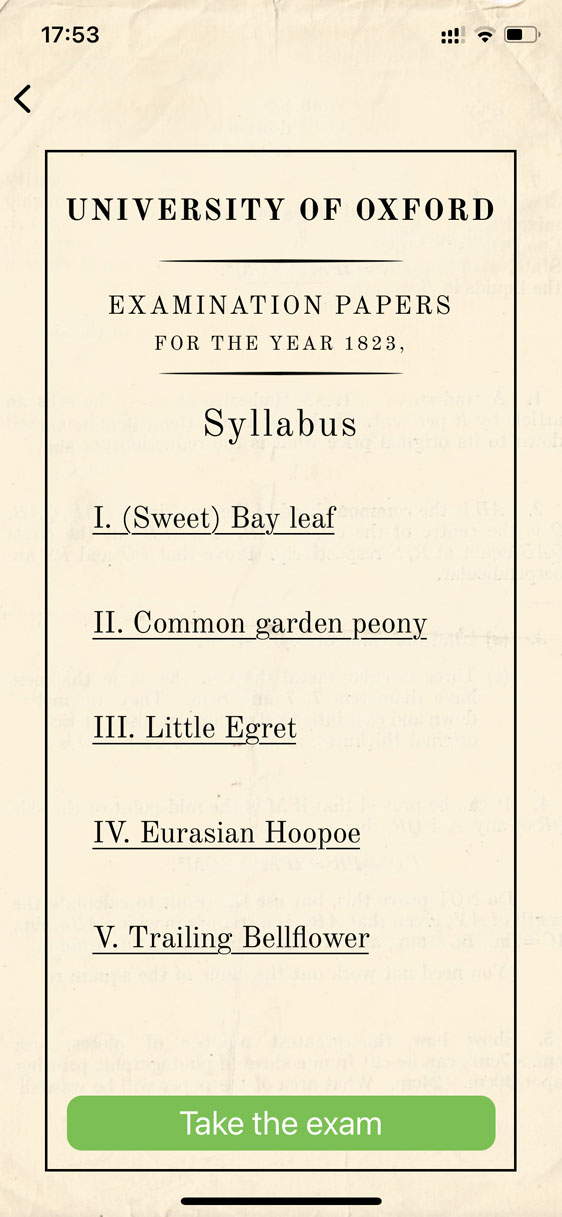 17:53
UNIVERSITY OF OXFORD
EXAMINATION PAPERS
FOR THE YEAR 1823,
Syllabus
I. (Sweet) Bay leaf
II. Common garden peony
III. Little Egret
IV. Eurasian Hoopoe
V. Trailing Bellflower
Take the exam